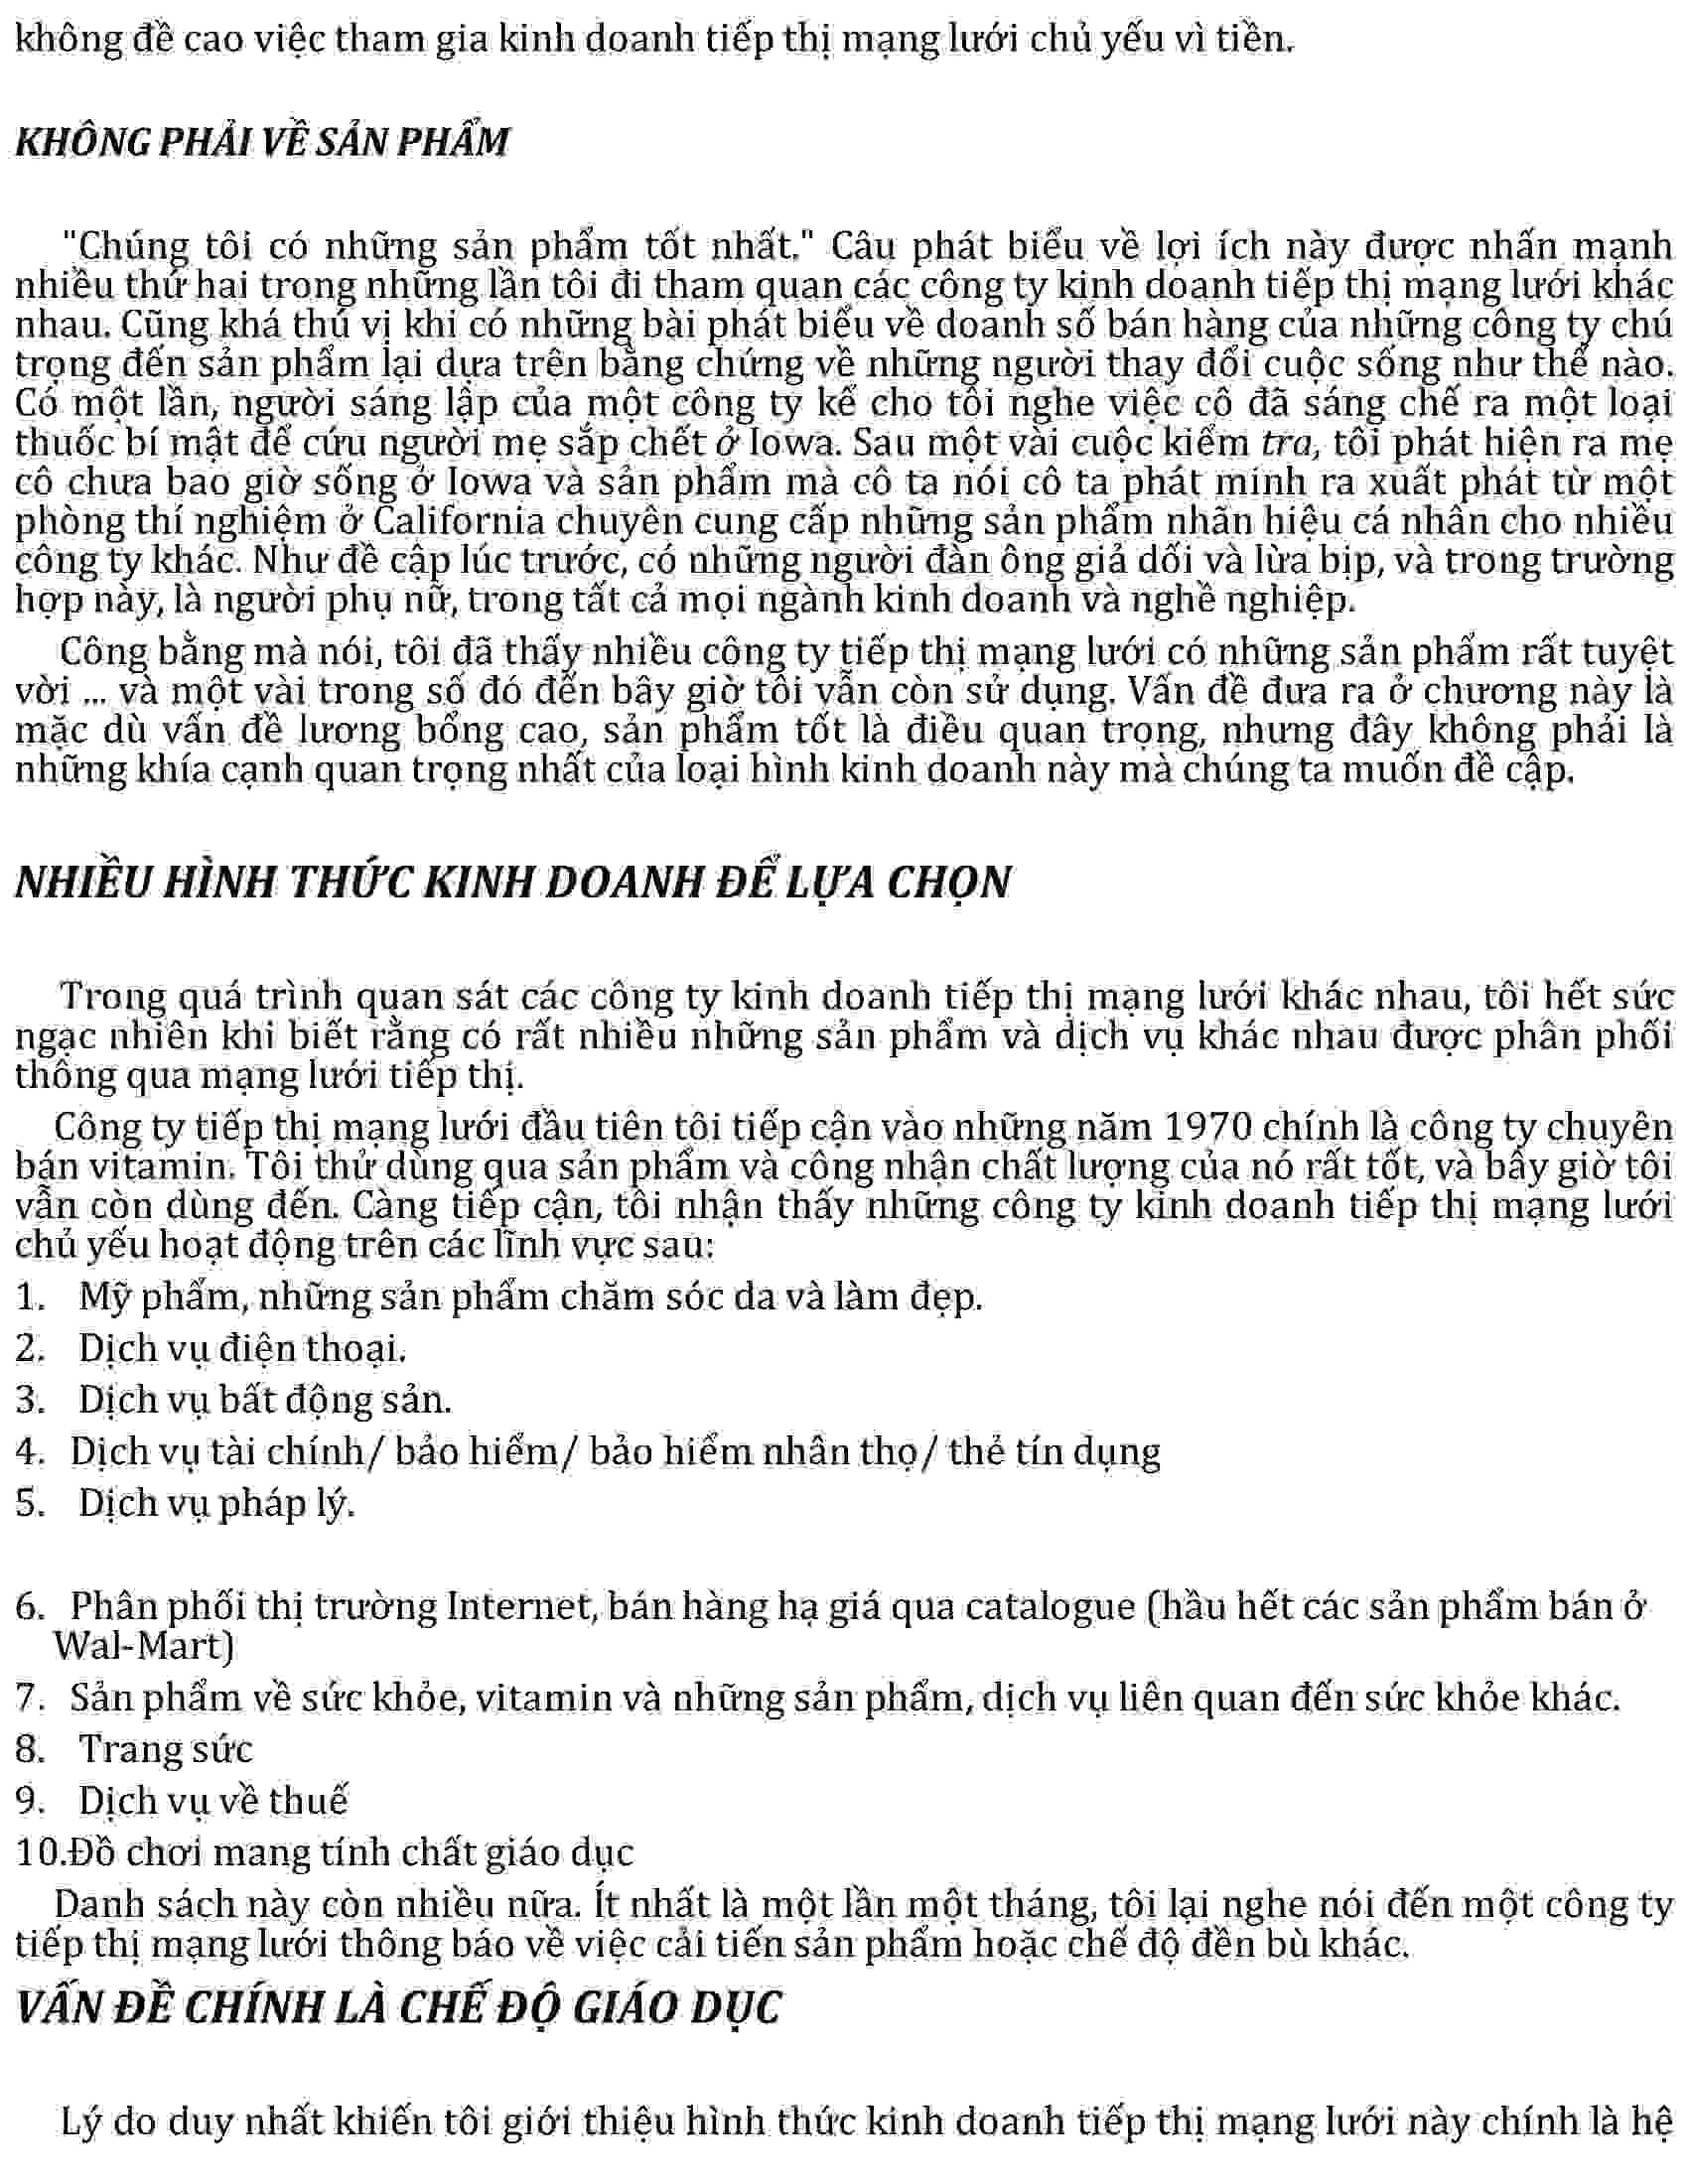 không đề cao việc tham gia kinh doanh tiếp thị mạng lưới chủ yếu vì tiền.
KHÔNG PHẢI VỀ SẢN PHẨM
"Chúng tôi có những sản phẩm tốt nhất." Câu phát biểu về lợi ích này được nhấn mạnh
nhiều thứ hai trong những lần tôi đi tham quan các công ty kinh doanh tiếp thị mạng lưới khác
nhau. Cũng khá thú vị khi có những bài phát biểu về doanh số bán hàng của những công ty chú
trọng đến sản phẩm lại dựa trên bằng chứng về những người thay đổi cuộc sống như thế nào.
Có một lần, người sáng lập của một công ty kể cho tôi nghe việc cô đã sáng chế ra một loại
thuốc bí mật để cứu người mẹ sắp chết ở Iowa. Sau một vài cuộc kiểm tra, tôi phát hiện ra mẹ
cô chưa bao giờ sống ở Iowa và sản phẩm mà cô ta nói cô ta phát minh ra xuất phát từ một
phòng thí nghiệm ở California chuyên cung cấp những sản phẩm nhãn hiệu cá nhân cho nhiều
công ty khác. Như đề cập lúc trước, có những người đàn ông giả dối và lừa bịp, và trong trường
hợp này, là người phụ nữ, trong tất cả mọi ngành kinh doanh và nghề nghiệp.
Công bằng mà nói, tôi đã thấy nhiều công ty tiếp thị mạng lưới có những sản phẩm rất tuyệt
vời ... và một vài trong số đó đến bây giờ tôi vẫn còn sử dụng. Vấn đề đưa ra ở chương này là
mặc dù vấn đề lương bổng cao, sản phẩm tốt là điều quan trọng, nhưng đây không phải là
những khía cạnh quan trọng nhất của loại hình kinh doanh này mà chúng ta muốn đề cập.
NHIỀU HÌNH THỨC KINH DOANH ĐỂ LỰA CHỌN
Trong quá trình quan sát các công ty kinh doanh tiếp thị mạng lưới khác nhau, tôi hết sức
ngạc nhiên khi biết rằng có rất nhiều những sản phẩm và dịch vụ khác nhau được phân phối
thông qua mạng lưới tiếp thị.
Công ty tiếp thị mạng lưới đầu tiên tôi tiếp cận vào những năm 1970 chính là công ty chuyên
bán vitamin. Tôi thử dùng qua sản phẩm và công nhận chất lượng của nó rất tốt, và bây giờ tôi
vẫn còn dùng đến. Càng tiếp cận, tôi nhận thấy những công ty kinh doanh tiếp thị mạng lưới
chủ yếu hoạt động trên các lĩnh vực sau:
1. Mỹ phẩm, những sản phẩm chăm sóc da và làm đẹp.
2. Dịch vụ điện thoại.
3. Dịch vụ bất động sản.
4. Dịch vụ tài chính/ bảo hiểm/ bảo hiểm nhân thọ/ thẻ tín dụng
5. Dịch vụ pháp lý.
6. Phân phối thị trường Internet, bán hàng hạ giá qua catalogue (hầu hết các sản phẩm bán ở
Wal-Mart)
7. Sản phẩm về sức khỏe, vitamin và những sản phẩm, dịch vụ liên quan đến sức khỏe khác.
8. Trang sức
9. Dịch vụ về thuế
10.Đồ chơi mang tính chất giáo dục
Danh sách này còn nhiều nữa. Ít nhất là một lần một tháng, tôi lại nghe nói đến một công ty
tiếp thị mạng lưới thông báo về việc cải tiến sản phẩm hoặc chế độ đền bù khác.
VẤN ĐỀ CHÍNH LÀ CHẾ ĐỘ GIÁO DỤC
Lý do duy nhất khiến tôi giới thiệu hình thức kinh doanh tiếp thị mạng lưới này chính là hệ